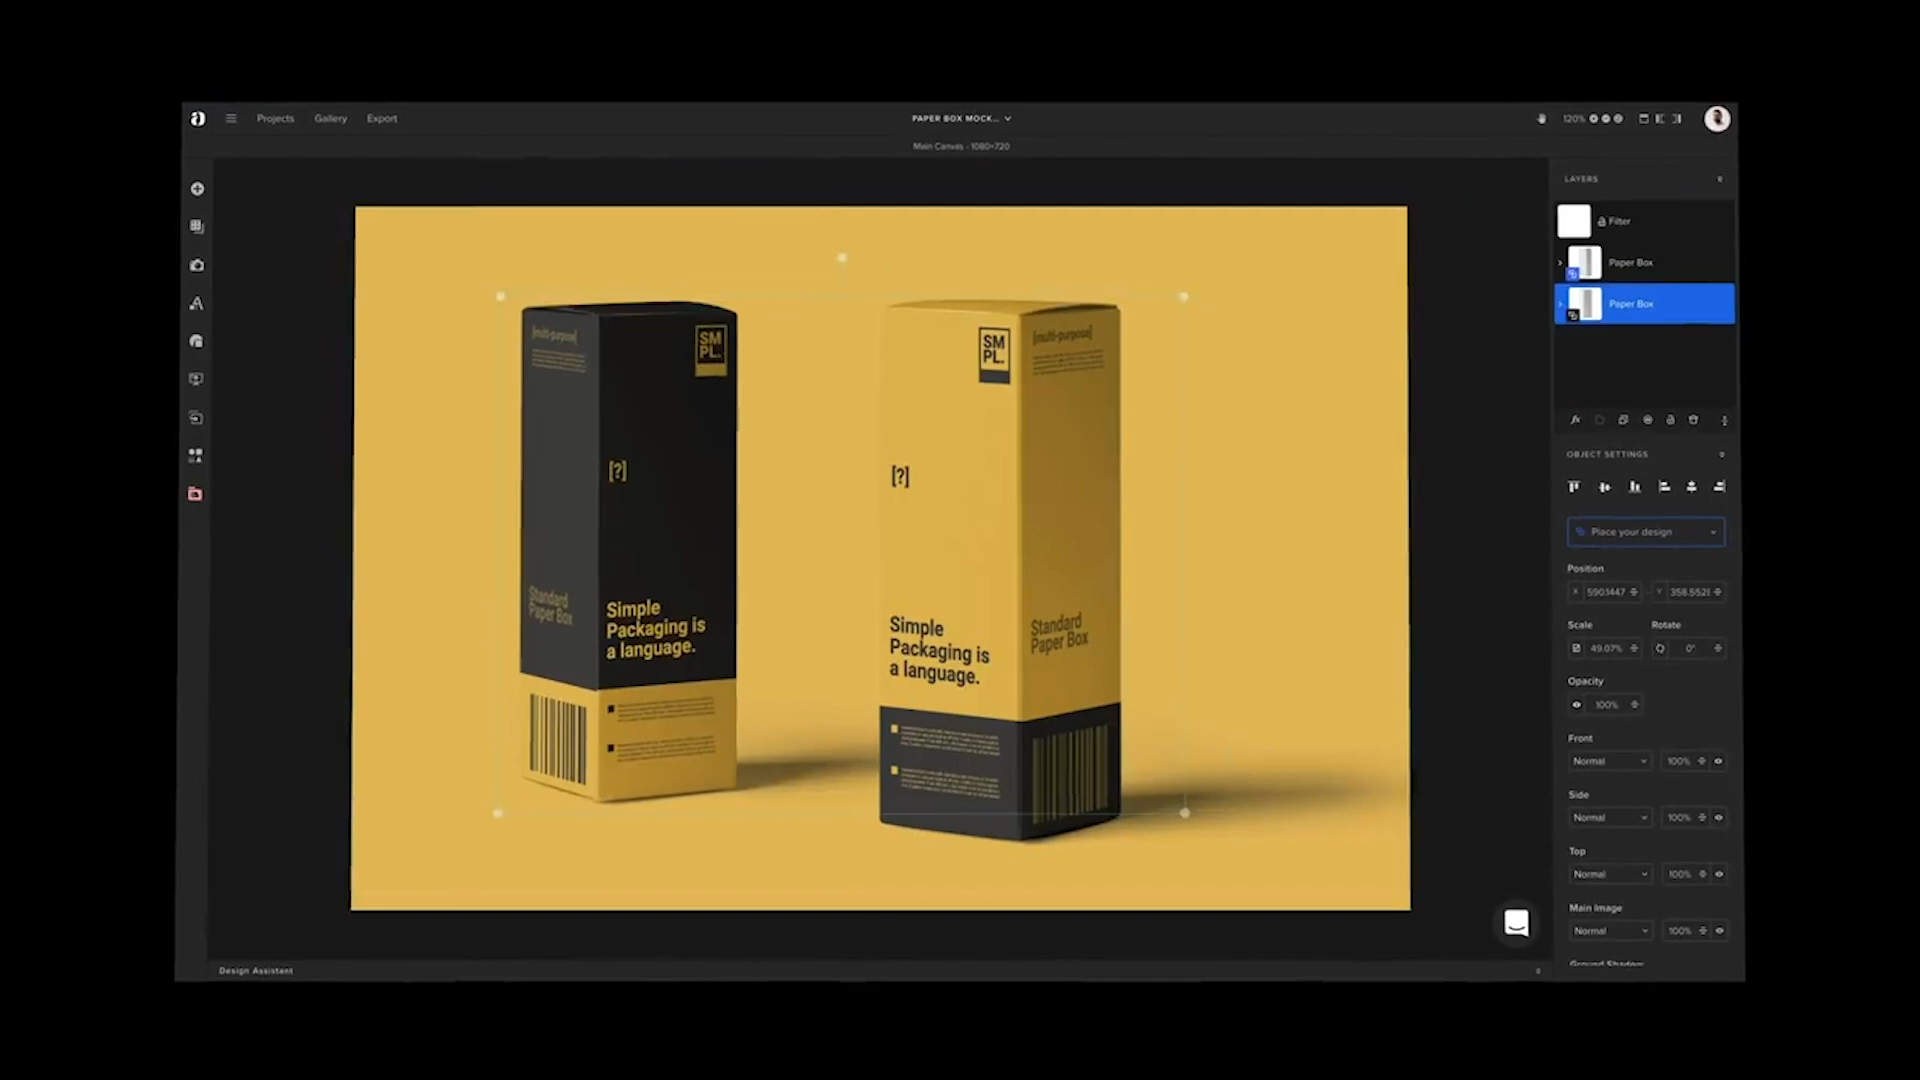 Projects
Gallery
Export
PAPER BOX MOCK...
120%
Main Canvas - 1080×720
LAYERS
Filter
Paper Box
Paper Box
[multi-purpose]
SM
PL.
[?]
Standard
Paper Box
Simple
Packaging is
a language.
SM
PL.
[multi-purpose]
[?]
Simple
Packaging is
a language.
Standard
Paper Box
OBJECT SETTINGS
Place your design
Position
X 590.1447
Y 358.552
Scale
Rotate
49.07%
0°
Opacity
100%
Front
Normal
100%
Side
Normal
100%
Top
Normal
100%
Main Image
Normal
100%
Ground Shadow
Design Assistant